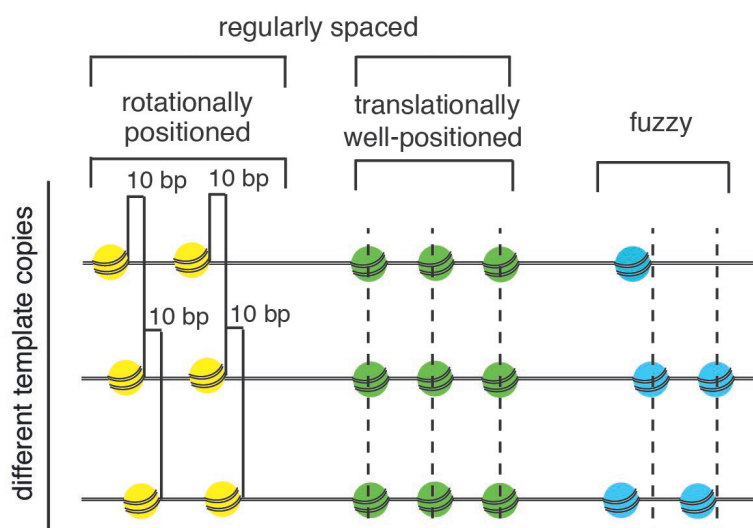 regularly spaced
rotationally
positioned
translationally
well-positioned
fuzzy
10 bp
10 bp
10 bp
10 bp
different template copies